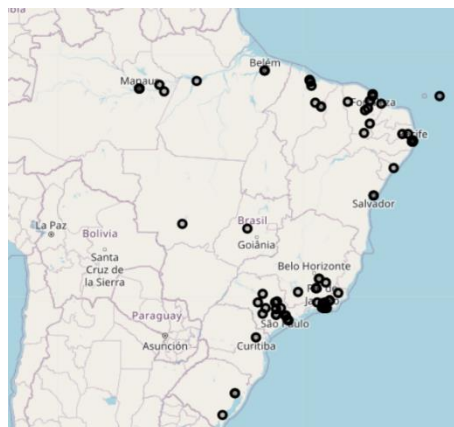 bia
Belém
Manaus
Fortaleza
Recife
La Paz
Bolivia
Brasil
Goiânia
Salvador
Santa
Cruz de
la Sierra
Belo Horizonte
Paraguay
São Paulo
Asunción
Curitiba